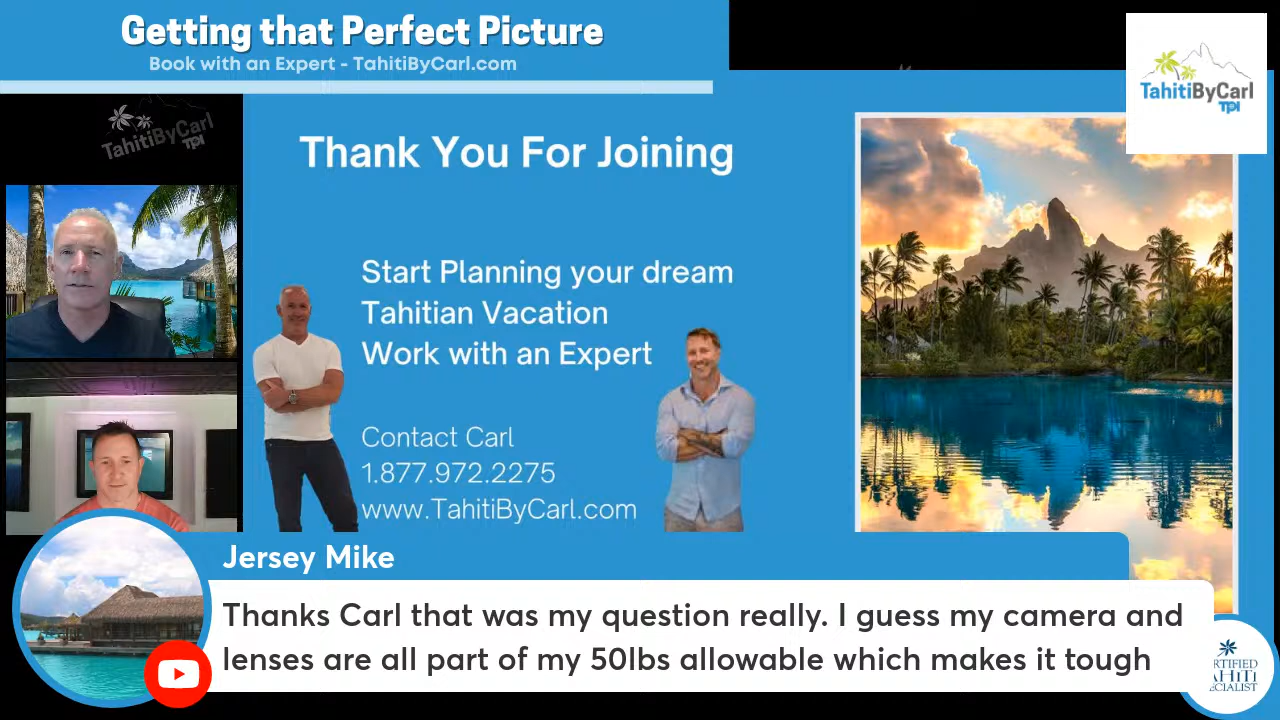 Getting that Perfect Picture
Book with an Expert - TahitiByCarl.com
TahitiByCarl
TPI
TahitiByCarl
TPI
Thank You For Joining
Start Planning your dream
Tahitian Vacation
Work with an Expert
Contact Carl
1.877.972.2275
www.TahitiByCarl.com
Jersey Mike
Thanks Carl that was my question really. I guess my camera and
lenses are all part of my 50lbs allowable which makes it tough
RTIFIED
AHITI
ECIALIST